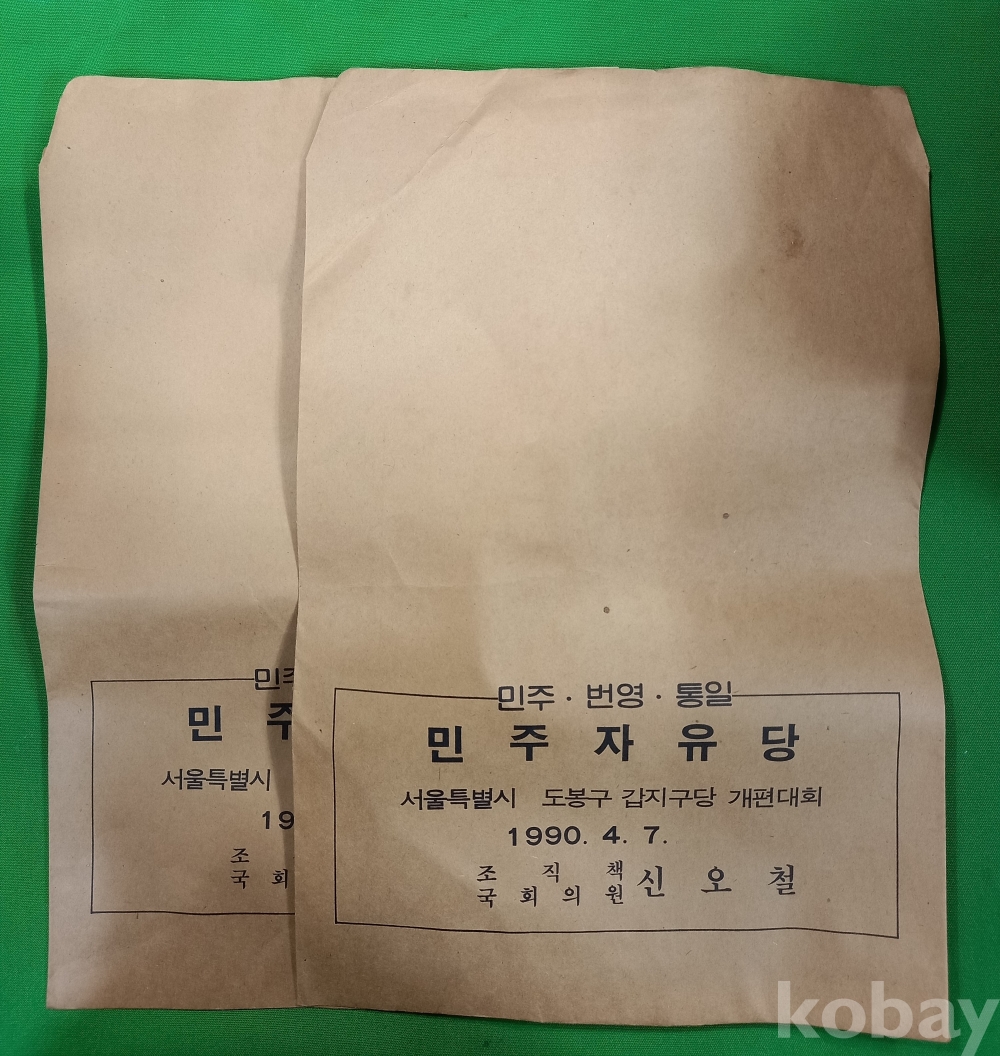 민주
민 주
서울특별시
19
조
국 회
민주 · 번영 · 통일
민 주 자 유 당
서울특별시 도봉구 갑지구당 개편대회
1990. 4. 7.
조 직 책
국 회 의 원 신 오 철
kobay